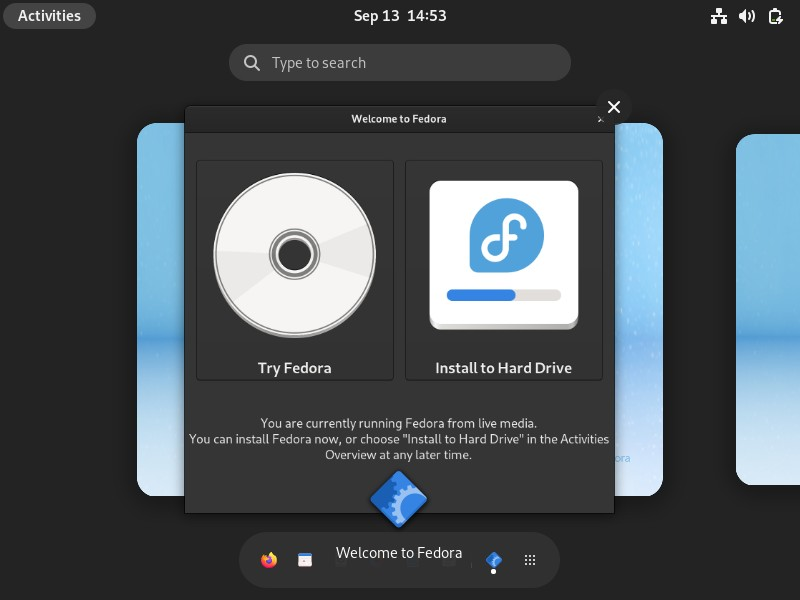 Activities
Sep 13 14:53
Type to search
Welcome to Fedora
Try Fedora
Install to Hard Drive
You are currently running Fedora from live media.
You can install Fedora now, or choose "Install to Hard Drive" in the Activities
Overview at any later time.
ora
Welcome to Fedora